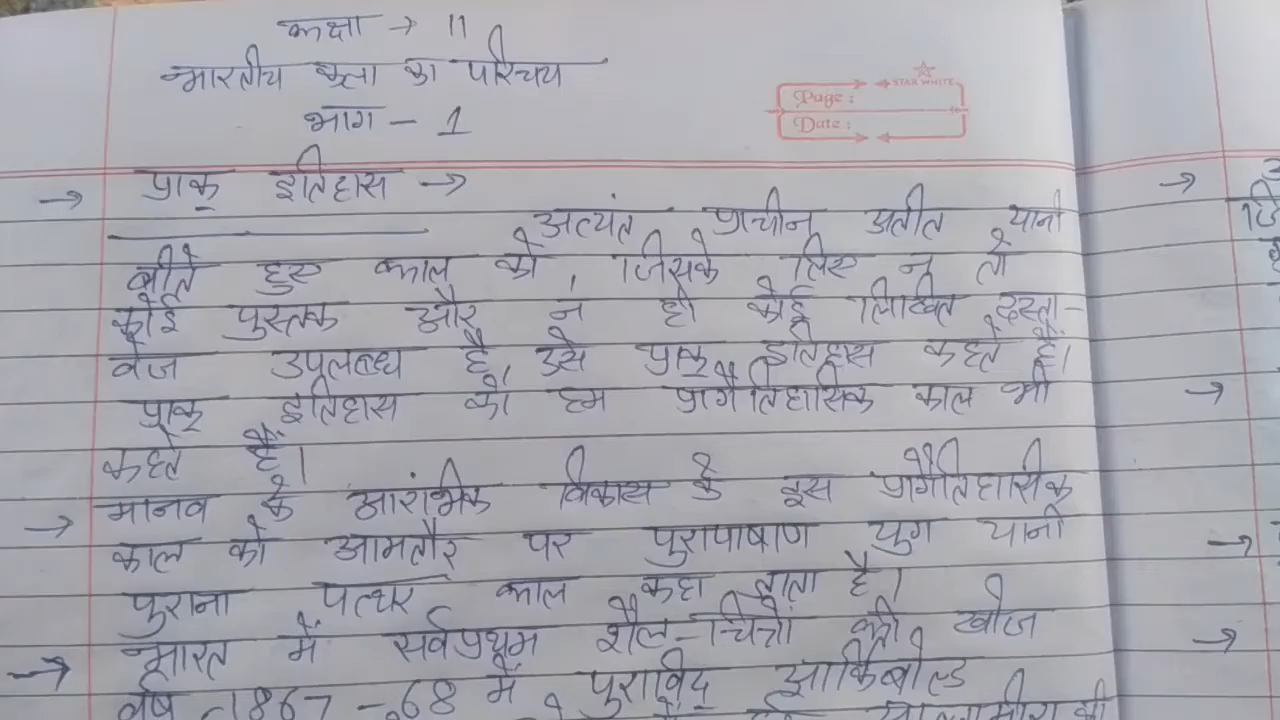 कक्षा → 11
भारतीय कला का परिचय
भाग - 1
STAR WHITE
Page :
Date :
→ प्राक् इतिहास →
अत्यंत प्राचीन अतीत यानी
बीते हुए काल को, जिसके लिए न तो
कोई पुस्तक और न ही कोई लिखित दस्ता-
वेज उपलब्ध है, उसे प्राक् इतिहास कहते हैं।
प्राक् इतिहास को हम प्रागैतिहासिक काल भी
कहते हैं।
→ मानव के आरंभिक विकास के इस प्रागैतिहासिक
काल को आमतौर पर पुरापाषाण युग यानी
पुराना पत्थर काल कहा जाता है।
→ भारत में सर्वप्रथम शैल-चित्रों की खोज
वर्ष 1867-68 में पुराविद् आर्किबोल्ड